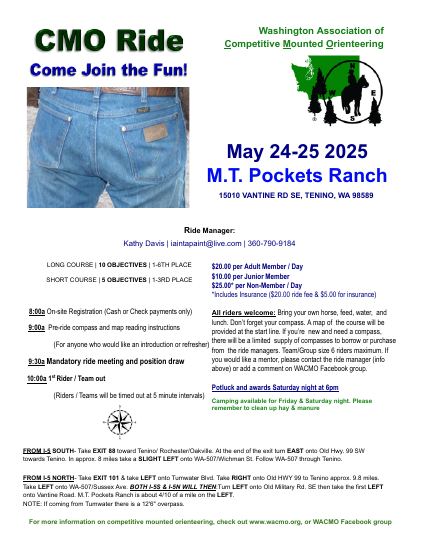 CMO Ride
Come Join the Fun!
Washington Association of
Competitive Mounted Orienteering
N
W
E
S
May 24-25 2025
M.T. Pockets Ranch
15010 VANTINE RD SE, TENINO, WA 98589
Ride Manager:
Kathy Davis | iaintapaint@live.com | 360-790-9184
LONG COURSE | 10 OBJECTIVES | 1-6TH PLACE
SHORT COURSE | 5 OBJECTIVES | 1-3RD PLACE
8:00a On-site Registration (Cash or Check payments only)
9:00a Pre-ride compass and map reading instructions
(For anyone who would like an introduction or refresher)
9:30a Mandatory ride meeting and position draw
10:00a 1st Rider / Team out
(Riders / Teams will be timed out at 5 minute intervals)
$20.00 per Adult Member / Day
$10.00 per Junior Member
$25.00* per Non-Member / Day
*Includes Insurance ($20.00 ride fee & $5.00 for insurance)
All riders welcome: Bring your own horse, feed, water, and
lunch. Don't forget your compass. A map of the course will be
provided at the start line. If you're new and need a compass,
there will be a limited supply of compasses to borrow or purchase
from the ride managers. Team/Group size 6 riders maximum. If
you would like a mentor, please contact the ride manager (info
above) or add a comment on WACMO Facebook group.
Potluck and awards Saturday night at 6pm
Camping available for Friday & Saturday night. Please
remember to clean up hay & manure
FROM I-5 SOUTH- Take EXIT 88 toward Tenino/ Rochester/Oakville. At the end of the exit turn EAST onto Old Hwy. 99 SW
towards Tenino. In approx. 8 miles take a SLIGHT LEFT onto WA-507/Wichman St. Follow WA-507 through Tenino.
FROM I-5 NORTH- Take EXIT 101 & take LEFT onto Tumwater Blvd. Take RIGHT onto Old HWY 99 to Tenino approx. 9.8 miles.
Take LEFT onto WA-507/Sussex Ave. BOTH I-5S & I-5N WILL THEN Turn LEFT onto Old Military Rd. SE then take the first LEFT
onto Vantine Road. M.T. Pockets Ranch is about 4/10 of a mile on the LEFT.
NOTE: If coming from Tumwater there is a 12'6" overpass.
For more information on competitive mounted orienteering, check out www.wacmo.org, or WACMO Facebook group